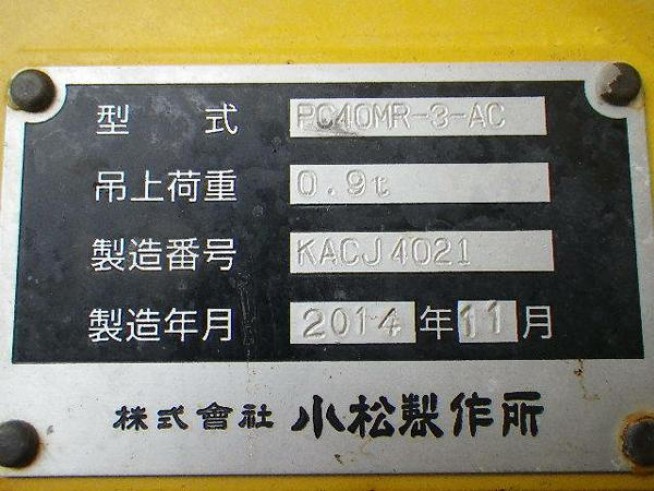 型式 PC40MR-3-AC
吊上荷重 0.9t
製造番号 KACJ4021
製造年月 2014年11月
株式會社 小松製作所